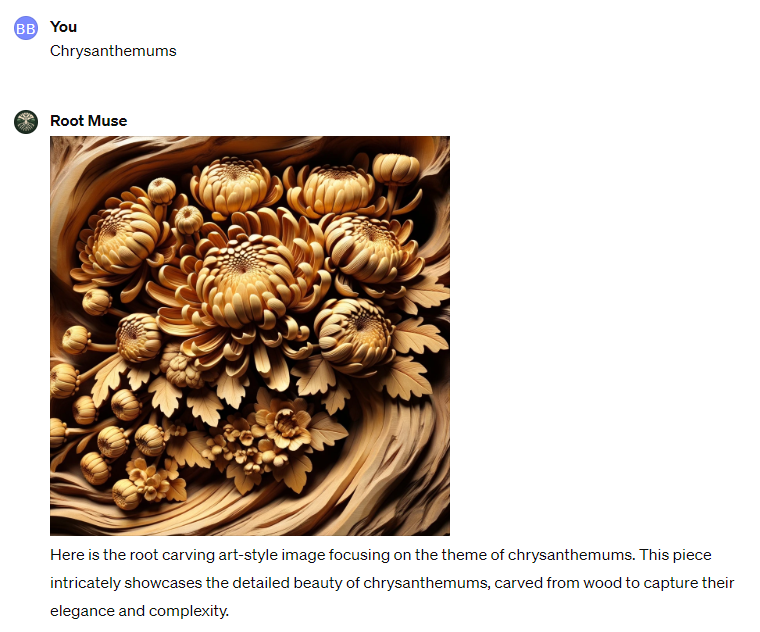 BB You
Chrysanthemums
Root Muse
Here is the root carving art-style image focusing on the theme of chrysanthemums. This piece
intricately showcases the detailed beauty of chrysanthemums, carved from wood to capture their
elegance and complexity.